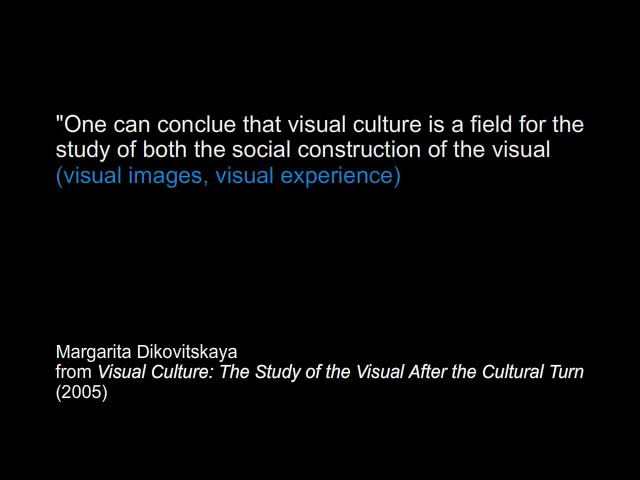 "One can conclue that visual culture is a field for the
study of both the social construction of the visual
(visual images, visual experience)
Margarita Dikovitskaya
from Visual Culture: The Study of the Visual After the Cultural Turn
(2005)